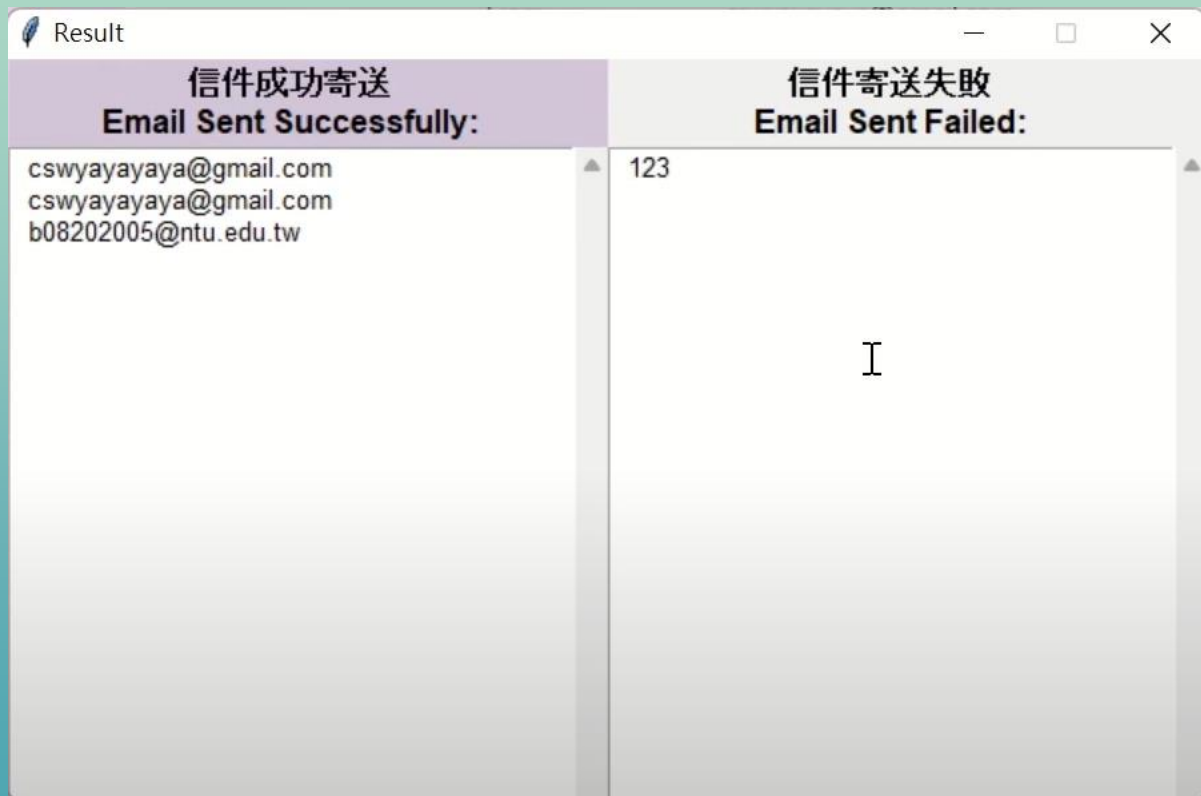 Result
信件成功寄送
Email Sent Successfully:
cswyayayaya@gmail.com
cswyayayaya@gmail.com
b08202005@ntu.edu.tw
信件寄送失敗
Email Sent Failed:
123